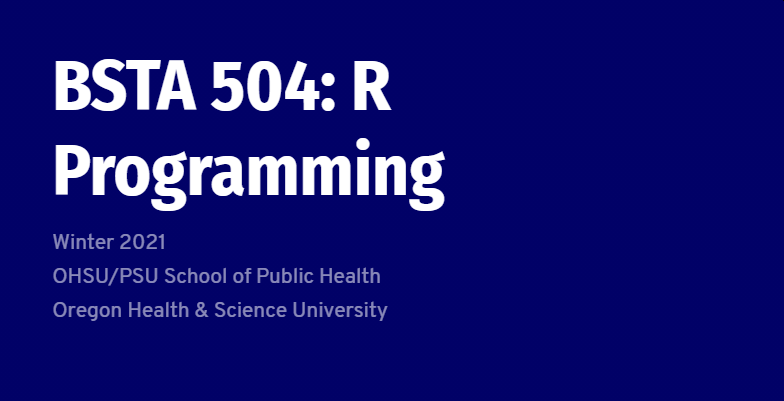 BSTA 504: R
Programming
Winter 2021
OHSU/PSU School of Public Health
Oregon Health & Science University